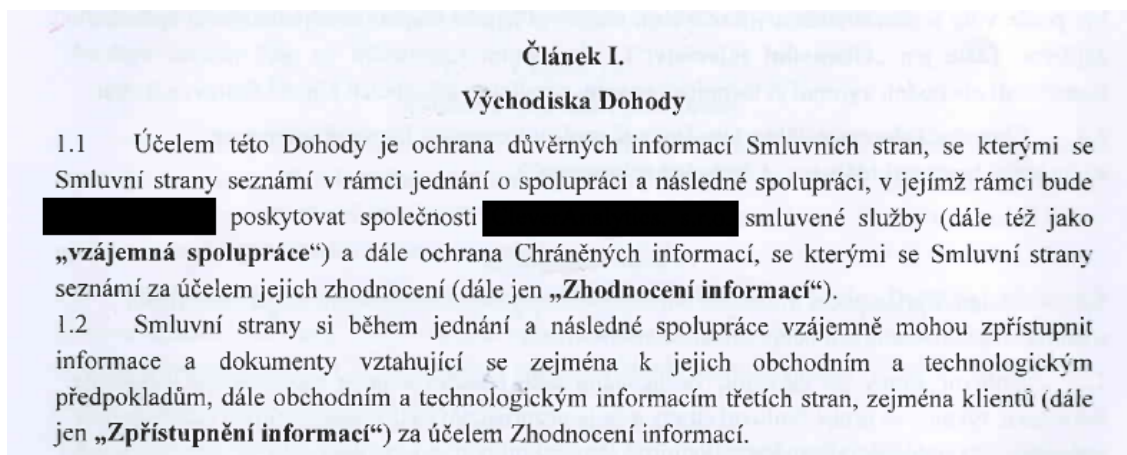 Článek I.
Východiska Dohody
1.1 Účelem této Dohody je ochrana důvěrných informací Smluvních stran, se kterými se
Smluvní strany seznámí v rámci jednání o spolupráci a následné spolupráci, v jejímž rámci bude
poskytovat společnosti smluvené služby (dále též jako
„vzájemná spolupráce“) a dále ochrana Chráněných informací, se kterými se Smluvní strany
seznámí za účelem jejich zhodnocení (dále jen „Zhodnocení informací“).
1.2 Smluvní strany si během jednání a následné spolupráce vzájemně mohou zpřístupnit
informace a dokumenty vztahující se zejména k jejich obchodním a technologickým
předpokladům, dále obchodním a technologickým informacím třetích stran, zejména klientů (dále
jen „Zpřístupnění informací“) za účelem Zhodnocení informací.